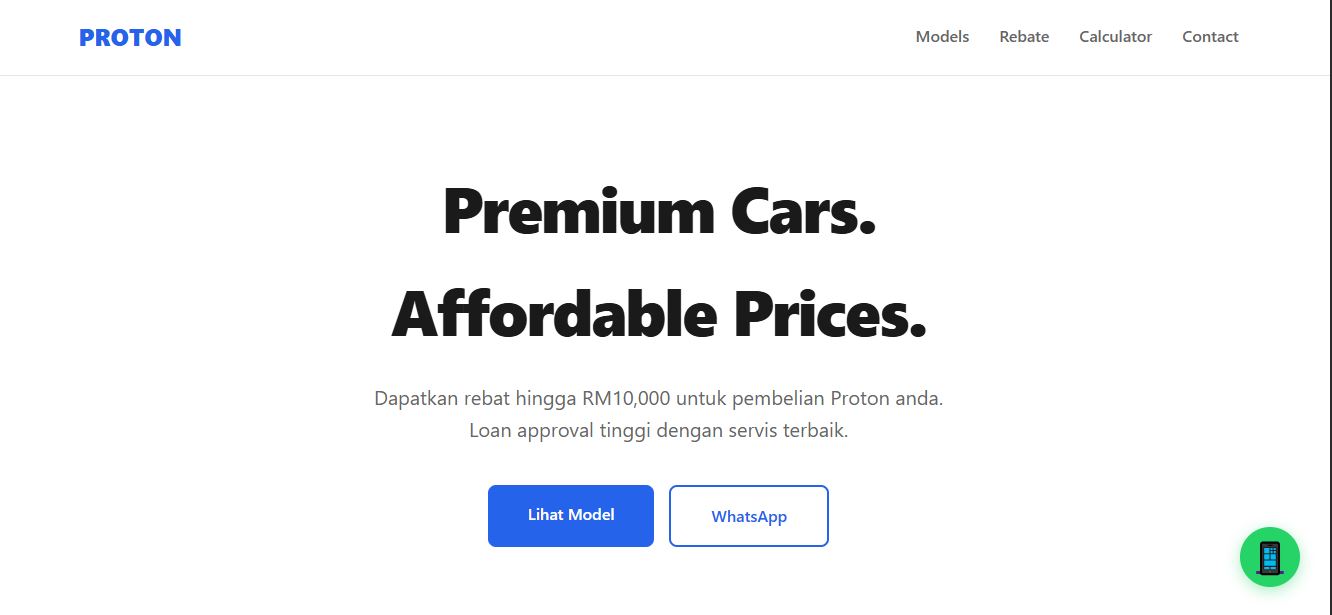 PROTON
Models Rebate Calculator Contact
Premium Cars.
Affordable Prices.
Dapatkan rebat hingga RM10,000 untuk pembelian Proton anda.
Loan approval tinggi dengan servis terbaik.
Lihat Model
WhatsApp